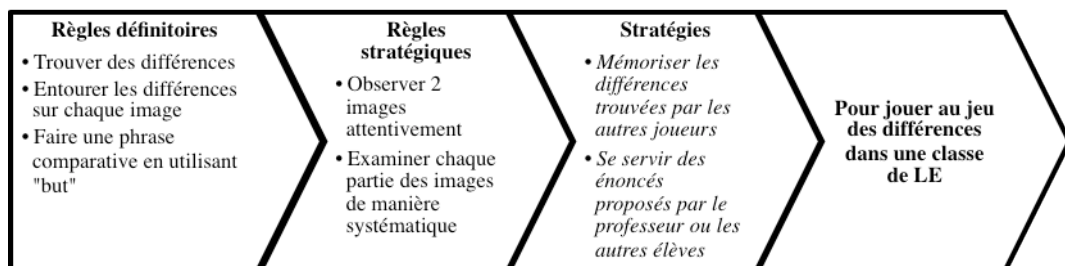 Règles définitoires
• Trouver des différences
• Entourer les différences
sur chaque image
• Faire une phrase
comparative en utilisant
"but"
Règles
stratégiques
• Observer 2
images
attentivement
• Examiner chaque
partie des images
de manière
systématique
Stratégies
• Mémoriser les
différences
trouvées par les
autres joueurs
• Se servir des
énoncés
proposés par le
professeur ou les
autres élèves
Pour jouer au jeu
des différences
dans une classe
de LE